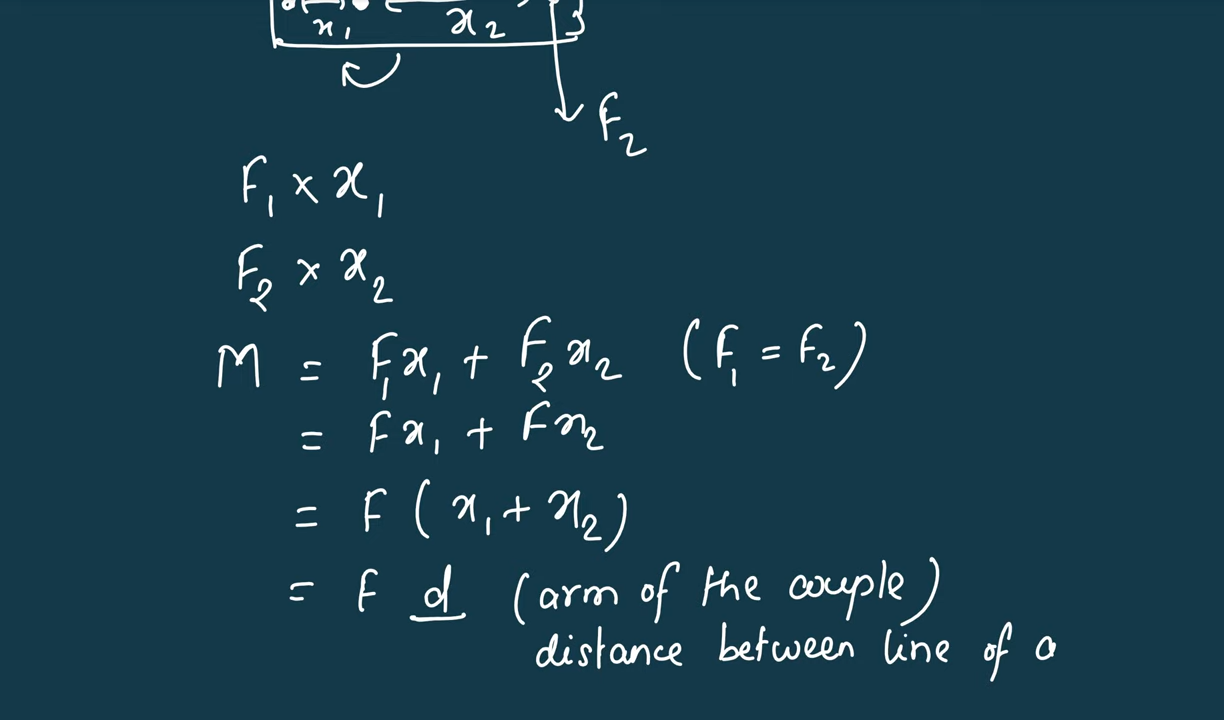 x₁ x₂
F₂
F₁ × x₁
F₂ × x₂
M = F₁x₁ + F₂x₂ (F₁ = F₂)
= Fx₁ + Fx₂
= F (x₁ + x₂)
= F d (arm of the couple)
distance between line of a